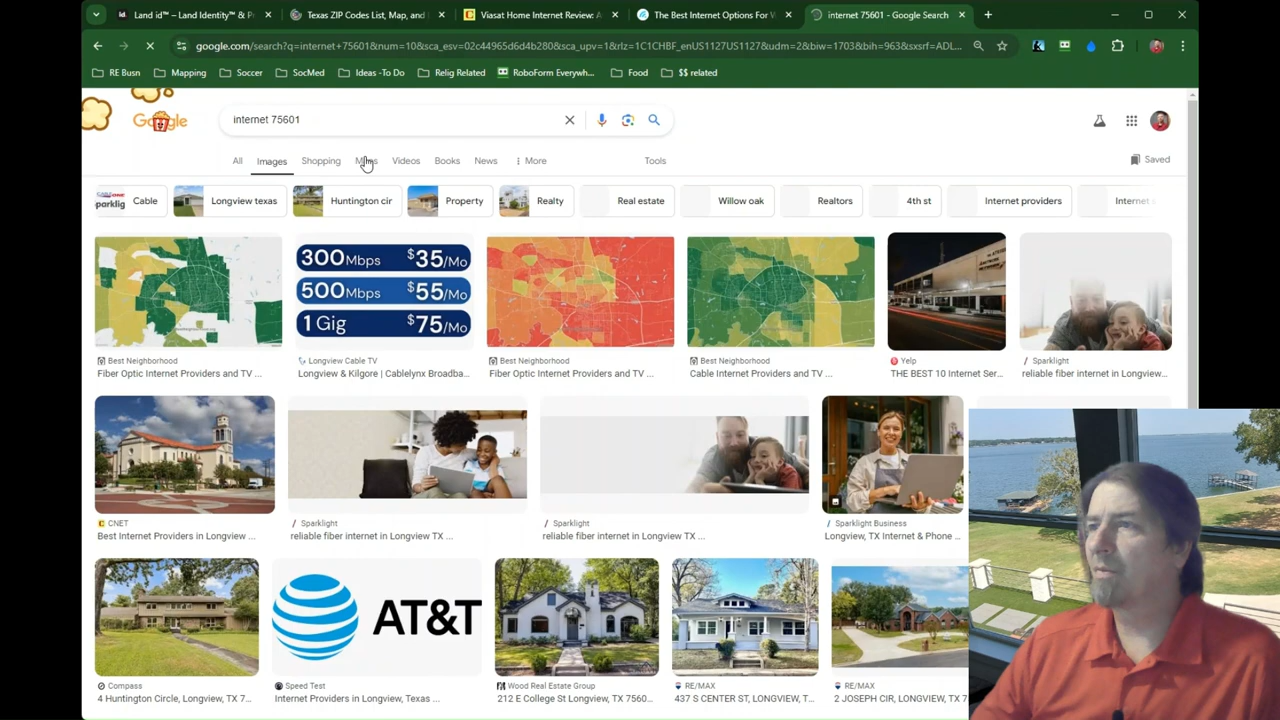 Land id™ – Land Identity™ & P
Texas ZIP Codes List, Map, and
Viasat Home Internet Review: A
The Best Internet Options For W
internet 75601 - Google Search
google.com/search?q=internet+75601&num=10&sca_esv=02c44965d6d4b280&sca_upv=1&rlz=1C1CHBF_enUS1127US1127&udm=2&biw=1703&bih=963&sxsrf=ADL...
RE Busn
Mapping
Soccer
SocMed
Ideas -To Do
Relig Related
RoboForm Everywh...
Food
$$ related
internet 75601
All
Images
Shopping
Maps
Videos
Books
News
More
Tools
Saved
Cable
Longview texas
Huntington cir
Property
Realty
Real estate
Willow oak
Realtors
4th st
Internet providers
300Mbps $35/Mo
500Mbps $55/Mo
1 Gig $75/Mo
Best Neighborhood
Fiber Optic Internet Providers and TV ...
Longview Cable TV
Longview & Kilgore | Cablelynx Broadba...
Best Neighborhood
Fiber Optic Internet Providers and TV ...
Best Neighborhood
Cable Internet Providers and TV ...
Yelp
THE BEST 10 Internet Ser...
Sparklight
reliable fiber internet in Longview...
CNET
Best Internet Providers in Longview ...
Sparklight
reliable fiber internet in Longview TX ...
Sparklight
reliable fiber internet in Longview TX ...
Sparklight Business
Longview, TX Internet & Phone ...
AT&T
Compass
4 Huntington Circle, Longview, TX 7...
Speed Test
Internet Providers in Longview, Texas ...
Wood Real Estate Group
212 E College St Longview, TX 7560...
RE/MAX
437 S CENTER ST, LONGVIEW, T...
RE/MAX
2 JOSEPH CIR, LONGVIEW, TX 7...